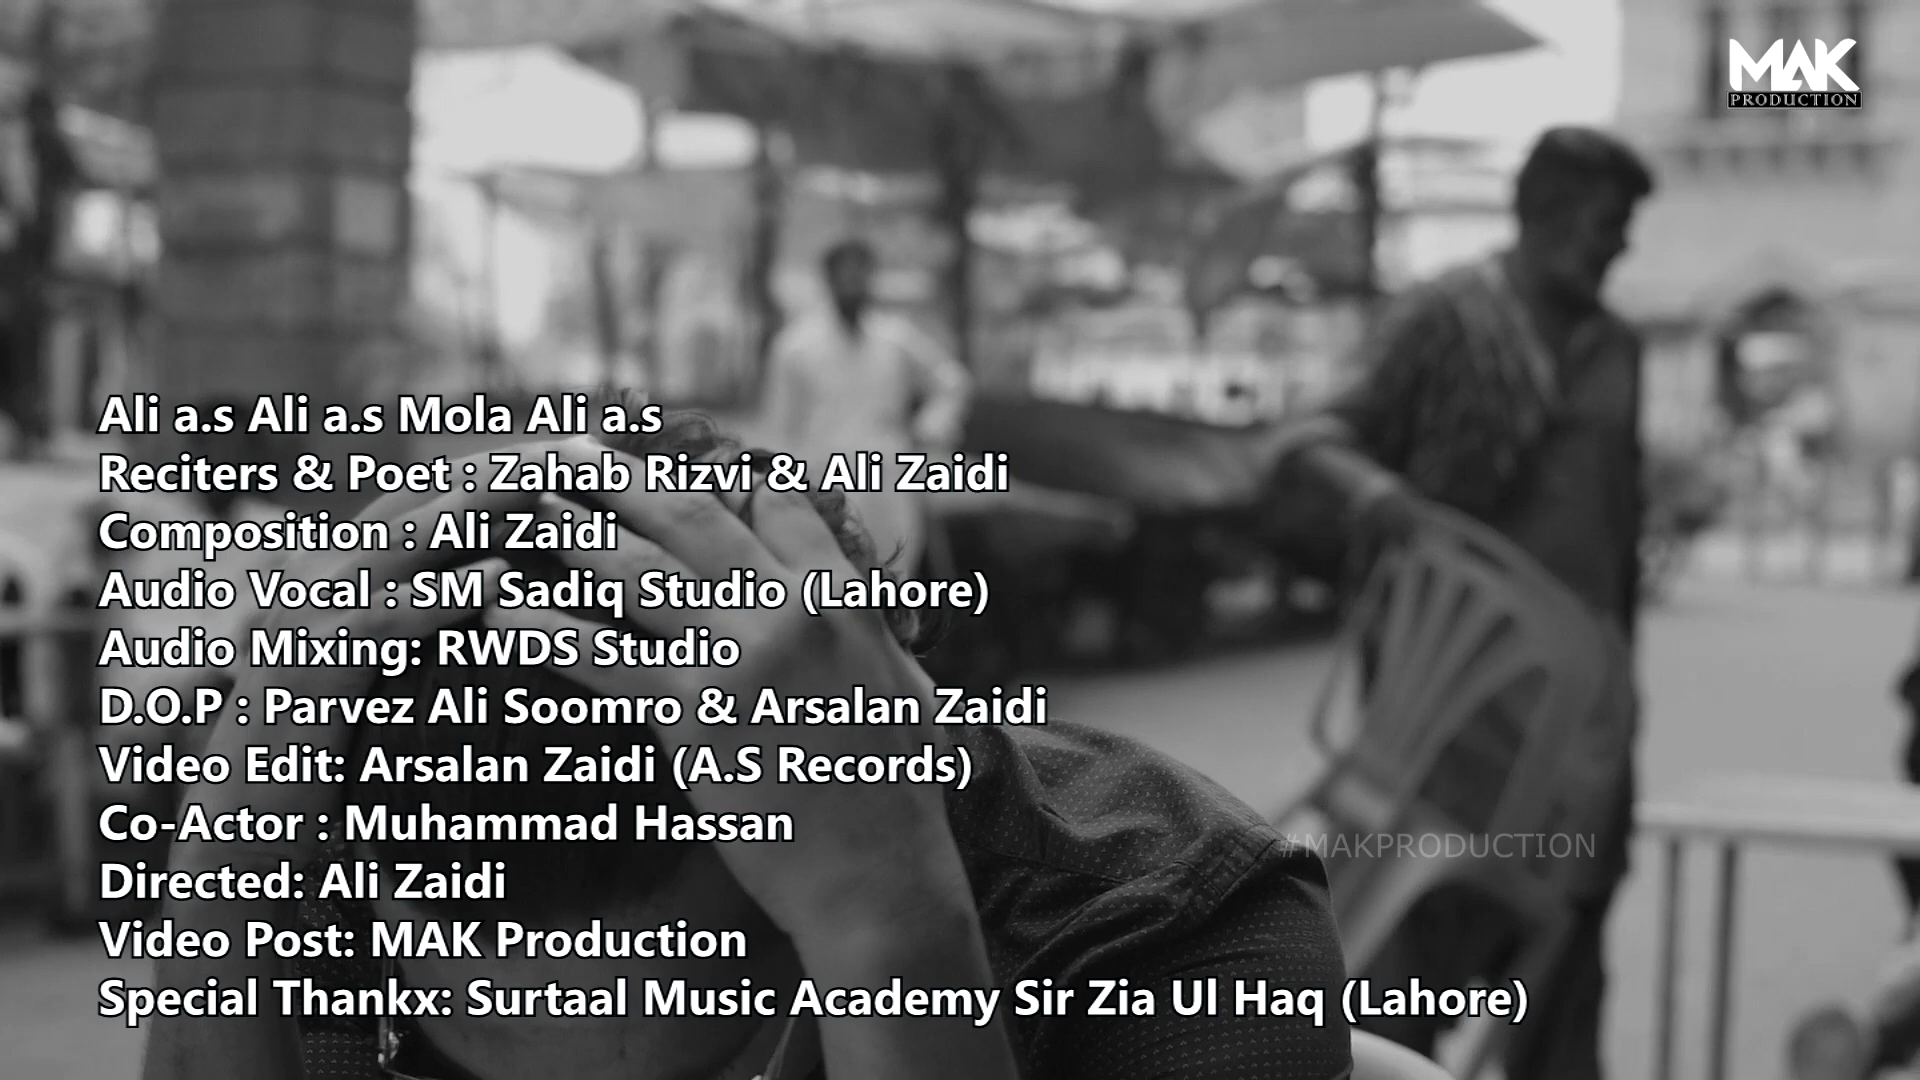 MAK
PRODUCTION
Ali a.s Ali a.s Mola Ali a.s
Reciters & Poet : Zahab Rizvi & Ali Zaidi
Composition : Ali Zaidi
Audio Vocal : SM Sadiq Studio (Lahore)
Audio Mixing: RWDS Studio
D.O.P : Parvez Ali Soomro & Arsalan Zaidi
Video Edit: Arsalan Zaidi (A.S Records)
Co-Actor : Muhammad Hassan
#MAKPRODUCTION
Directed: Ali Zaidi
Video Post: MAK Production
Special Thankx: Surtaal Music Academy Sir Zia Ul Haq (Lahore)